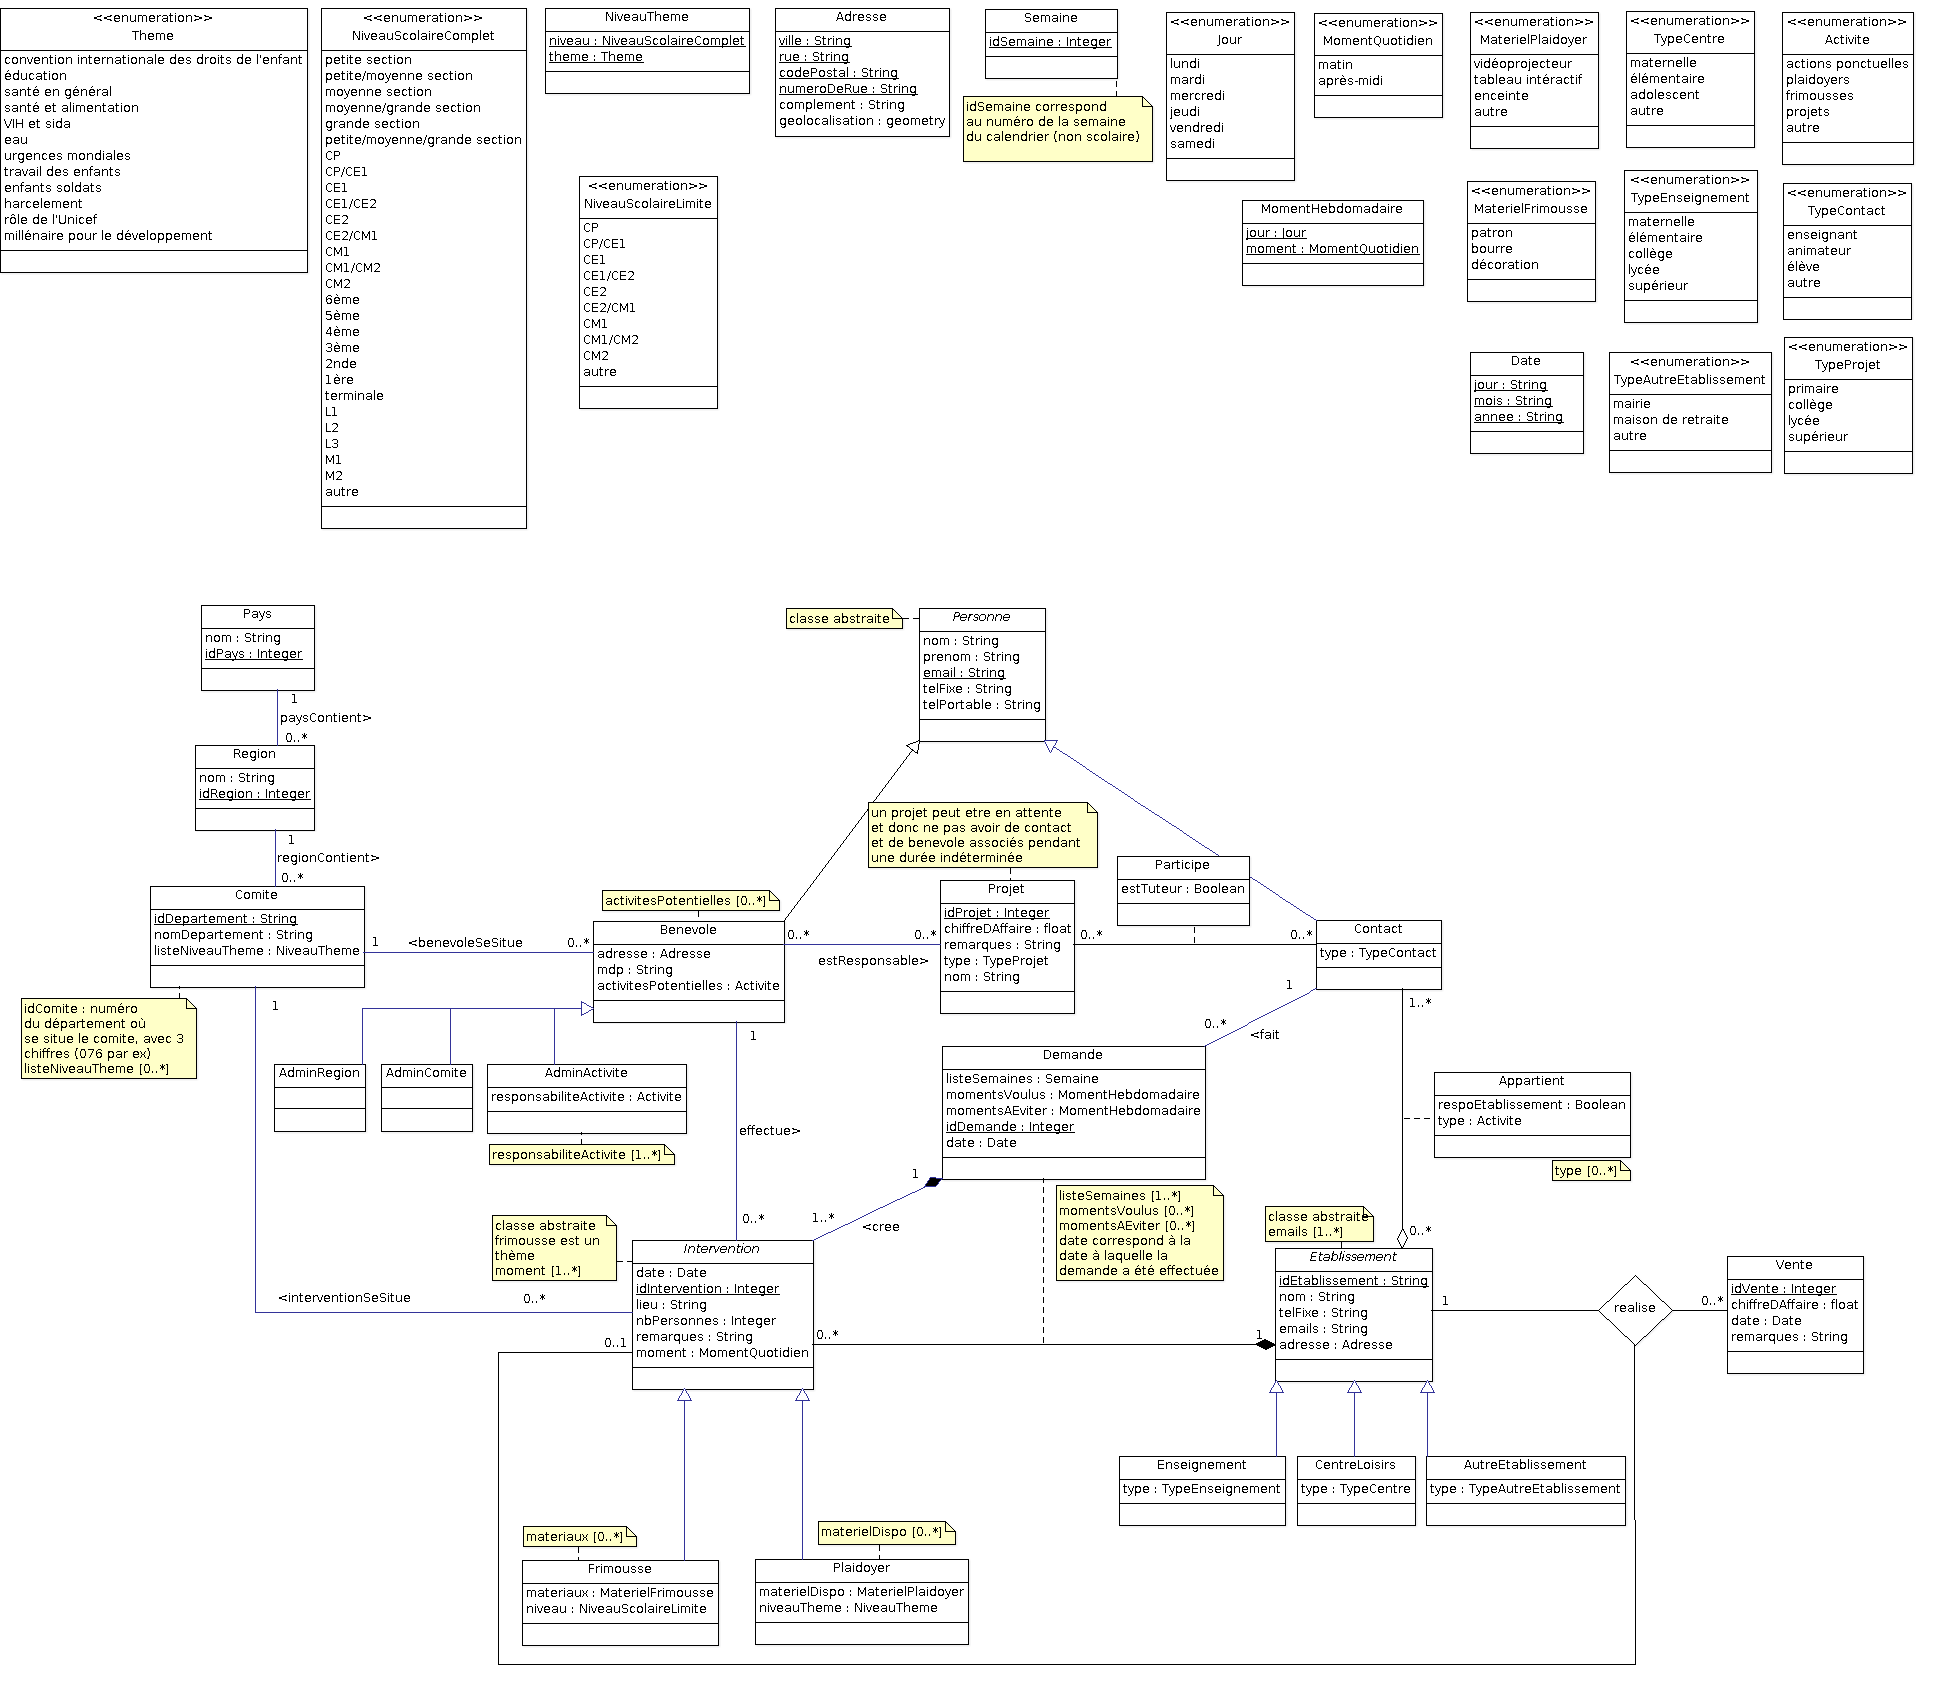 <<enumeration>>
Theme
convention internationale des droits de l'enfant
éducation
santé en général
santé et alimentation
VIH et sida
eau
urgences mondiales
travail des enfants
enfants soldats
harcelement
rôle de l'Unicef
millénaire pour le développement
<<enumeration>>
NiveauScolaireComplet
petite section
petite/moyenne section
moyenne section
moyenne/grande section
grande section
petite/moyenne/grande section
CP
CP/CE1
CE1
CE1/CE2
CE2
CE2/CM1
CM1
CM1/CM2
CM2
6ème
5ème
4ème
3ème
2nde
1ère
terminale
L1
L2
L3
M1
M2
autre
NiveauTheme
niveau : NiveauScolaireComplet
theme : Theme
<<enumeration>>
NiveauScolaireLimite
CP
CP/CE1
CE1
CE1/CE2
CE2
CE2/CM1
CM1
CM1/CM2
CM2
autre
Adresse
ville : String
rue : String
codePostal : String
numeroDeRue : String
complement : String
geolocalisation : geometry
Semaine
idSemaine : Integer
idSemaine correspond
au numéro de la semaine
du calendrier (non scolaire)
<<enumeration>>
Jour
lundi
mardi
mercredi
jeudi
vendredi
samedi
<<enumeration>>
MomentQuotidien
matin
après-midi
MomentHebdomadaire
jour : Jour
moment : MomentQuotidien
<<enumeration>>
MaterielPlaidoyer
vidéoprojecteur
tableau intéractif
enceinte
autre
<<enumeration>>
TypeCentre
maternelle
élémentaire
adolescent
autre
<<enumeration>>
Activite
actions ponctuelles
plaidoyers
frimousses
projets
autre
<<enumeration>>
MaterielFrimousse
patron
bourre
décoration
<<enumeration>>
TypeEnseignement
maternelle
élémentaire
collège
lycée
supérieur
<<enumeration>>
TypeContact
enseignant
animateur
élève
autre
Date
jour : String
mois : String
annee : String
<<enumeration>>
TypeAutreEtablissement
mairie
maison de retraite
autre
<<enumeration>>
TypeProjet
primaire
collège
lycée
supérieur
Pays
nom : String
idPays : Integer
1
paysContient>
0..*
Region
nom : String
idRegion : Integer
1
regionContient>
0..*
Comite
idDepartement : String
nomDepartement : String
listeNiveauTheme : NiveauTheme
1
<benevoleSeSitue
0..*
1
idComite : numéro
du département où
se situe le comite, avec 3
chiffres (076 par ex)
listeNiveauTheme [0..*]
classe abstraite
Personne
nom : String
prenom : String
email : String
telFixe : String
telPortable : String
un projet peut etre en attente
et donc ne pas avoir de contact
et de benevole associés pendant
une durée indéterminée
activitesPotentielles [0..*]
Benevole
adresse : Adresse
mdp : String
activitesPotentielles : Activite
0..*
0..*
estResponsable>
Projet
idProjet : Integer
chiffreDAffaire : float
remarques : String
type : TypeProjet
nom : String
Participe
estTuteur : Boolean
0..*
0..*
Contact
type : TypeContact
1
0..*
<fait
1..*
AdminRegion
AdminComite
AdminActivite
responsabiliteActivite : Activite
responsabiliteActivite [1..*]
1
effectue>
0..*
Demande
listeSemaines : Semaine
momentsVoulus : MomentHebdomadaire
momentsAEviter : MomentHebdomadaire
idDemande : Integer
date : Date
1
1..*
<cree
listeSemaines [1..*]
momentsVoulus [0..*]
momentsAEviter [0..*]
date correspond à la
date à laquelle la
demande a été effectuée
Appartient
respoEtablissement : Boolean
type : Activite
type [0..*]
classe abstraite
emails [1..*]
0..*
Etablissement
idEtablissement : String
nom : String
telFixe : String
emails : String
adresse : Adresse
1
realise
0..*
Vente
idVente : Integer
chiffreDAffaire : float
date : Date
remarques : String
classe abstraite
frimousse est un
thème
moment [1..*]
Intervention
date : Date
idIntervention : Integer
lieu : String
nbPersonnes : Integer
remarques : String
moment : MomentQuotidien
<interventionSeSitue
0..*
0..1
0..*
1
Enseignement
type : TypeEnseignement
CentreLoisirs
type : TypeCentre
AutreEtablissement
type : TypeAutreEtablissement
materiaux [0..*]
Frimousse
materiaux : MaterielFrimousse
niveau : NiveauScolaireLimite
materielDispo [0..*]
Plaidoyer
materielDispo : MaterielPlaidoyer
niveauTheme : NiveauTheme